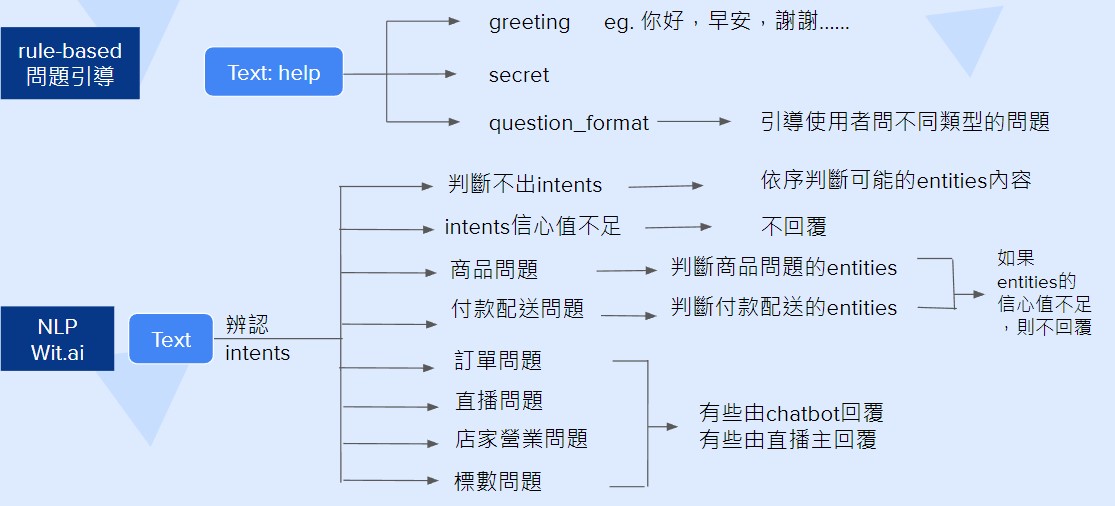 rule-based
問題引導
Text: help
greeting eg. 你好，早安，謝謝......
secret
question_format
引導使用者問不同類型的問題
NLP
Wit.ai
Text
辨認
intents
判斷不出intents
依序判斷可能的entities內容
intents信心值不足
不回覆
商品問題
判斷商品問題的entities
付款配送問題
判斷付款配送的entities
如果
entities的
信心值不足
，則不回覆
訂單問題
直播問題
店家營業問題
標數問題
有些由chatbot回覆
有些由直播主回覆